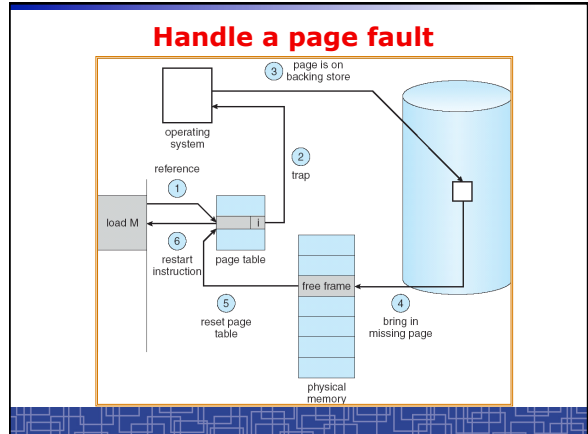 Handle a page fault
3
page is on
backing store
operating
system
2
trap
reference
1
load M
i
6
restart
instruction
page table
free frame
5
reset page
table
4
bring in
missing page
physical
memory